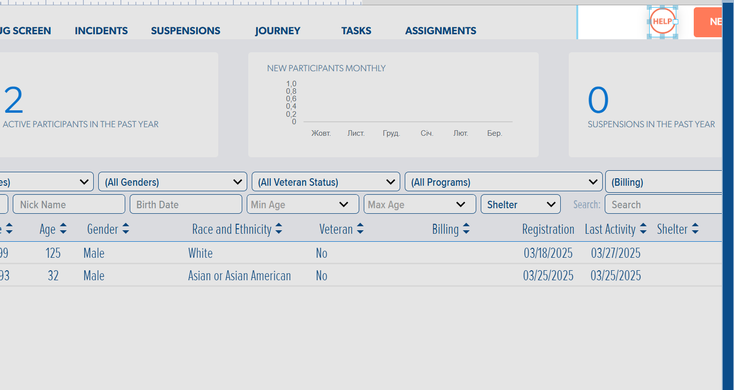 UG SCREEN INCIDENTS SUSPENSIONS JOURNEY TASKS ASSIGNMENTS HELP NE
NEW PARTICIPANTS MONTHLY
1,0
0,8
0,6
0,4
0,2
0
Жовт. Лист. Груд. Січ. Лют. Бер.
2
ACTIVE PARTICIPANTS IN THE PAST YEAR
0
SUSPENSIONS IN THE PAST YEAR
es) (All Genders) (All Veteran Status) (All Programs) (Billing)
Nick Name Birth Date Min Age Max Age Shelter Search: Search
e Age Gender Race and Ethnicity Veteran Billing Registration Last Activity Shelter
99 125 Male White No 03/18/2025 03/27/2025
93 32 Male Asian or Asian American No 03/25/2025 03/25/2025